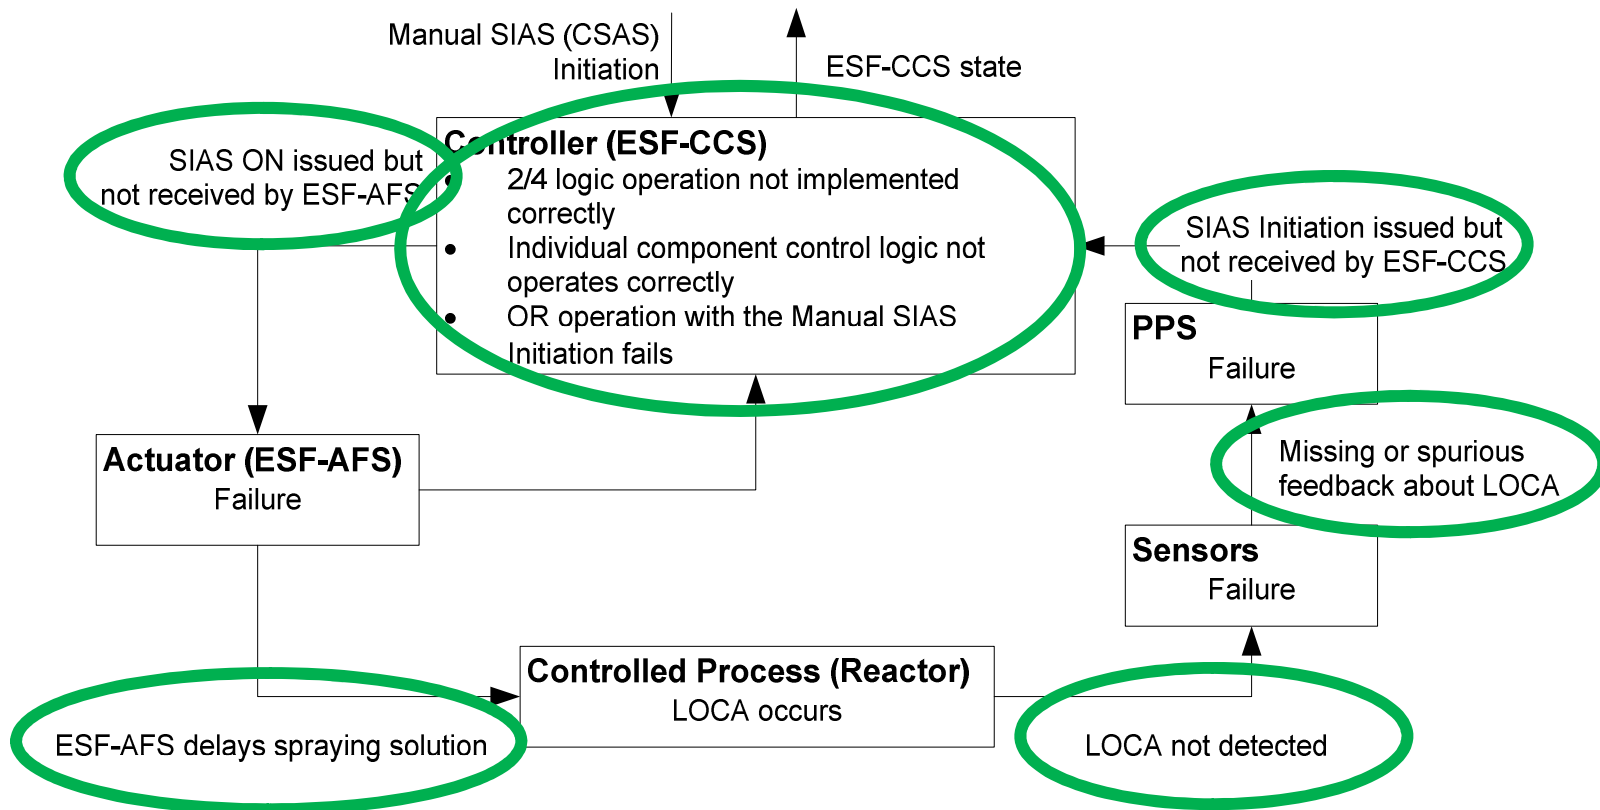 Manual SIAS (CSAS)
Initiation
ESF-CCS state
SIAS ON issued but
not received by ESF-AFS
Controller (ESF-CCS)
• 2/4 logic operation not implemented
correctly
• Individual component control logic not
operates correctly
• OR operation with the Manual SIAS
Initiation fails
SIAS Initiation issued but
not received by ESF-CCS
PPS
Failure
Missing or spurious
feedback about LOCA
Actuator (ESF-AFS)
Failure
Sensors
Failure
Controlled Process (Reactor)
LOCA occurs
ESF-AFS delays spraying solution
LOCA not detected